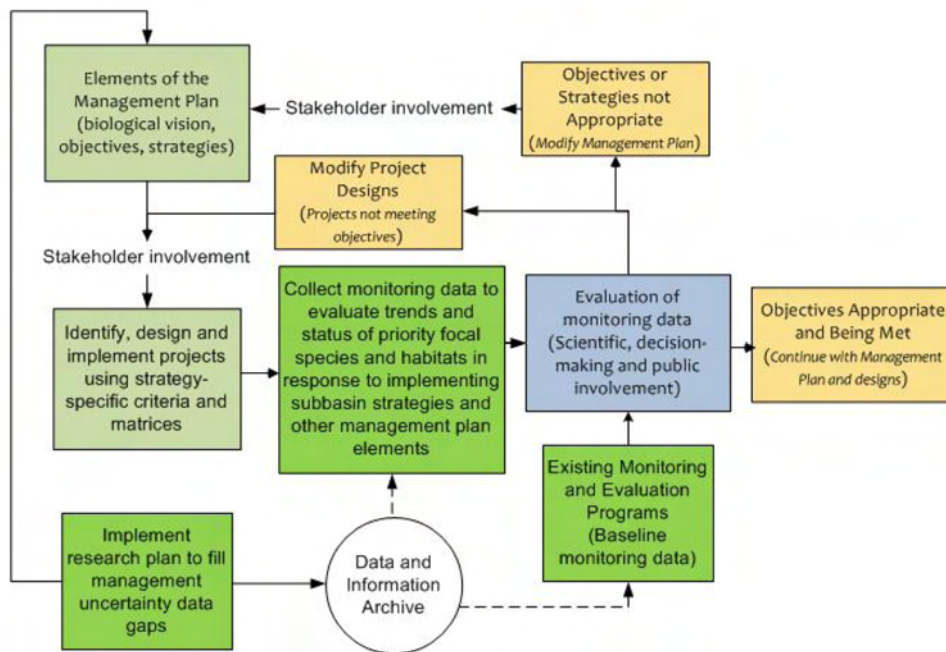 Elements of the
Management Plan
(biological vision,
objectives, strategies)
Stakeholder involvement
Objectives or
Strategies not
Appropriate
(Modify Management Plan)
Modify Project
Designs
(Projects not meeting
objectives)
Stakeholder involvement
Identify, design and
implement projects
using strategy-
specific criteria and
matrices
Collect monitoring data to
evaluate trends and
status of priority focal
species and habitats in
response to implementing
subbasin strategies and
other management plan
elements
Evaluation of
monitoring data
(Scientific, decision-
making and public
involvement)
Objectives Appropriate
and Being Met
(Continue with Management
Plan and designs)
Existing Monitoring
and Evaluation
Programs
(Baseline
monitoring data)
Implement
research plan to fill
management
uncertainty data
gaps
Data and
Information
Archive